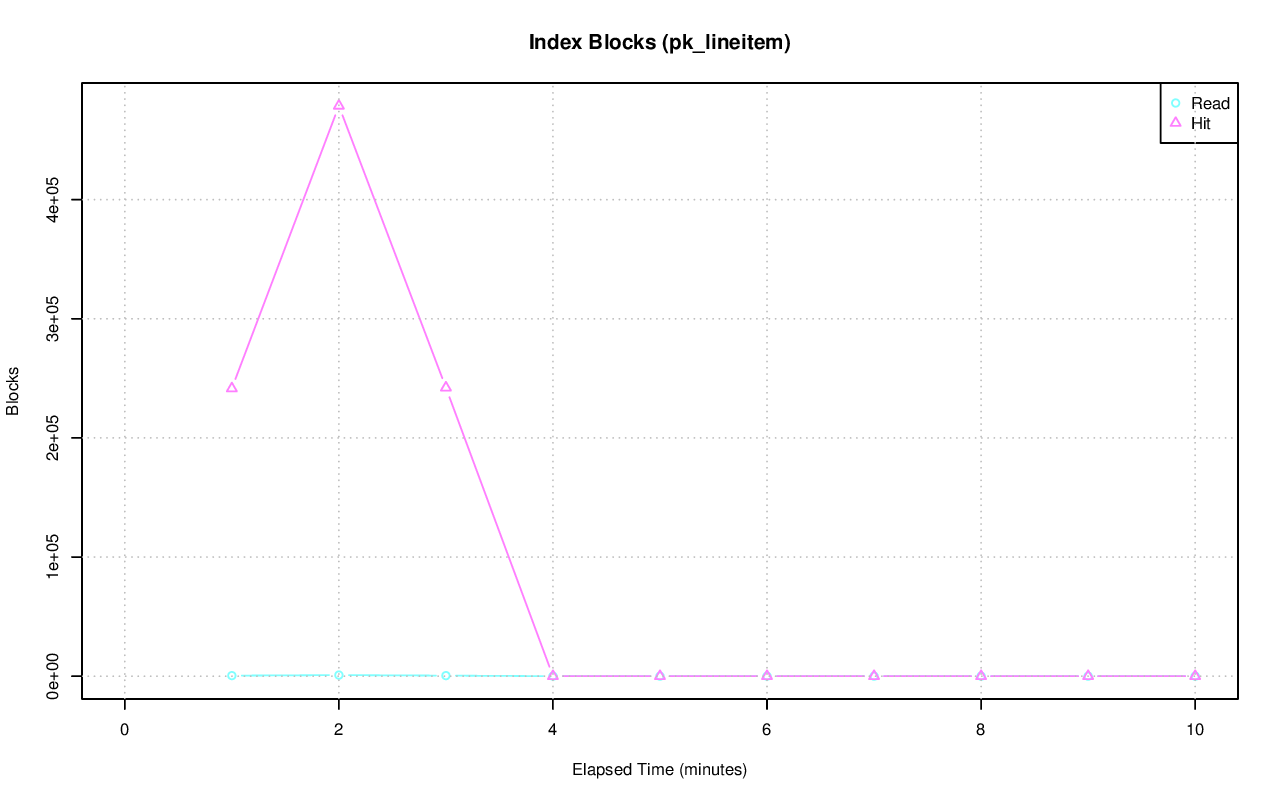 Index Blocks (pk_lineitem)
Read
Hit
Blocks
4e+05
3e+05
2e+05
1e+05
0e+00
0 2 4 6 8 10
Elapsed Time (minutes)